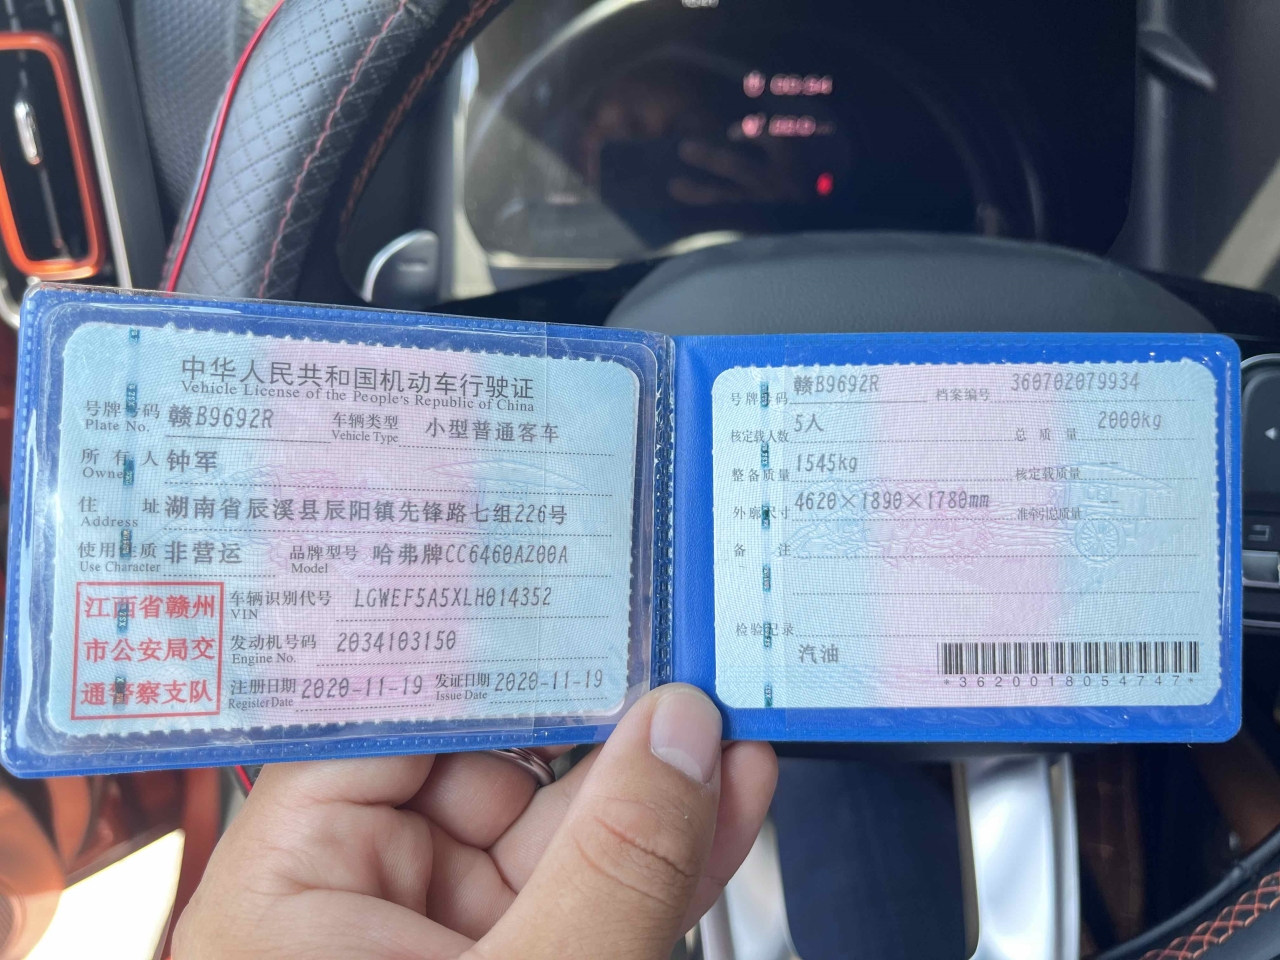 中华人民共和国机动车行驶证
Vehicle License of the People's Republic of China
号牌号码 赣B9692R 车辆类型 小型普通客车
Plate No. Vehicle Type
所有人 钟军
Owner
住址 湖南省辰溪县辰阳镇先锋路七组226号
Address
使用性质 非营运 品牌型号 哈弗牌CC6460AZ00A
Use Character Model
江西省赣州
市公安局交
通警察支队
车辆识别代号 LGWEF5A5XLH014352
VIN
发动机号码 2034103150
Engine No.
注册日期 2020-11-19 发证日期 2020-11-19
Register Date Issue Date
号牌号码 赣B9692R 档案编号 360702079934
核定载人数 5人 总质量 2000kg
整备质量 1545kg 核定载质量 --
外廓尺寸 4620×1890×1780mm 准牵引总质量 --
备注
检验记录
汽油
*3620018054747*